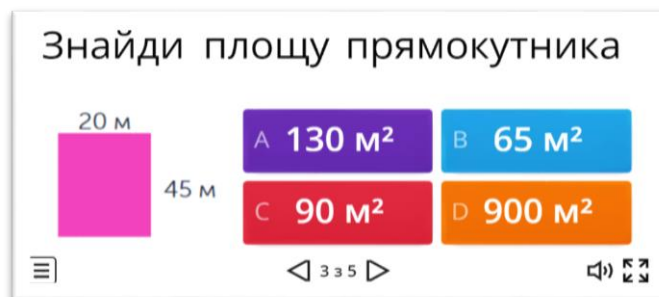 Знайди площу прямокутника
20 м
45 м
A 130 м²
B 65 м²
C 90 м²
D 900 м²
3 з 5